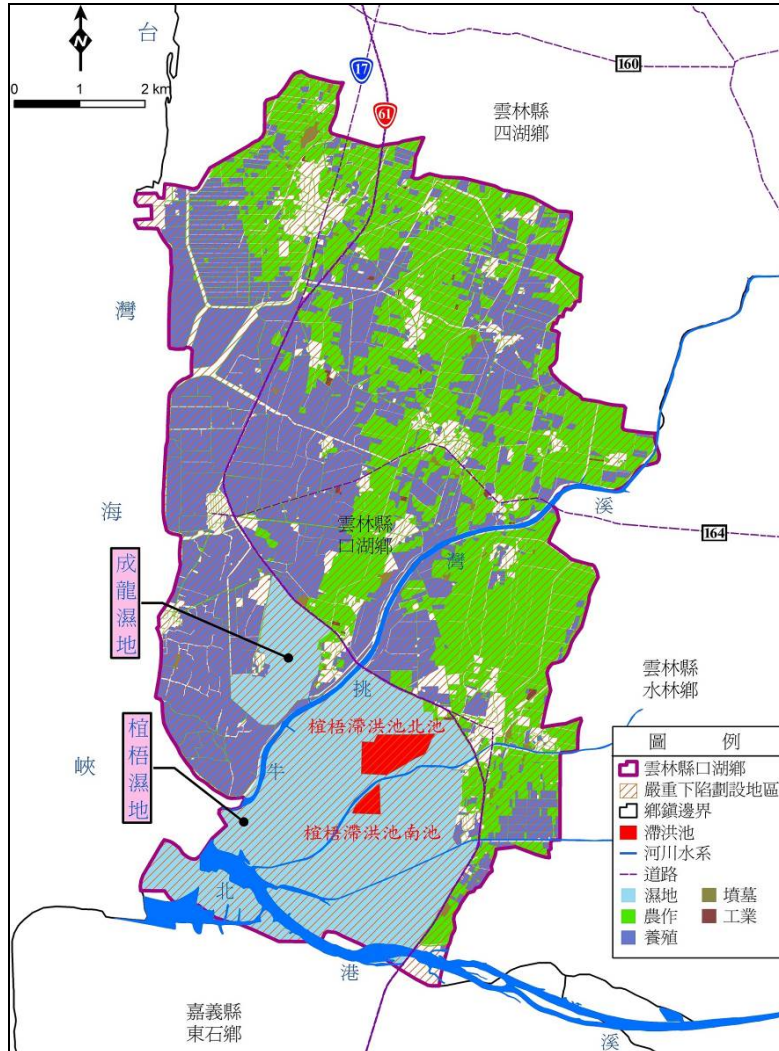 台
N
0 1 2 km
17
61
160
雲林縣
四湖鄉
灣
溪
海
164
雲林縣
口湖鄉
灣
成龍濕地
挑
雲林縣
水林鄉
椬梧滯洪池北池
牛
椬梧濕地
峽
椬梧滯洪池南池
北
港
溪
嘉義縣
東石鄉
圖 例
雲林縣口湖鄉
嚴重下陷劃設地區
鄉鎮邊界
滯洪池
河川水系
道路
濕地 墳墓
農作 工業
養殖